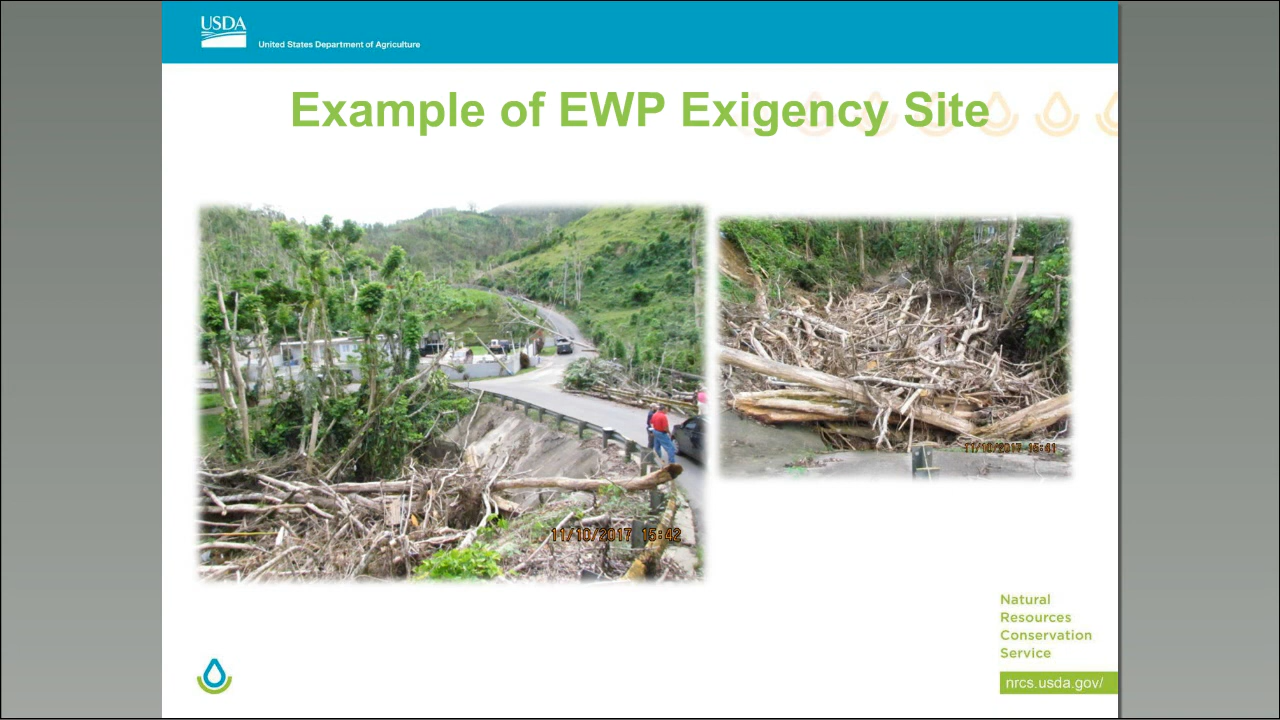 USDA
United States Department of Agriculture
Example of EWP Exigency Site
11/10/2017 15:42
11/10/2017 15:41
Natural
Resources
Conservation
Service
nrcs.usda.gov/